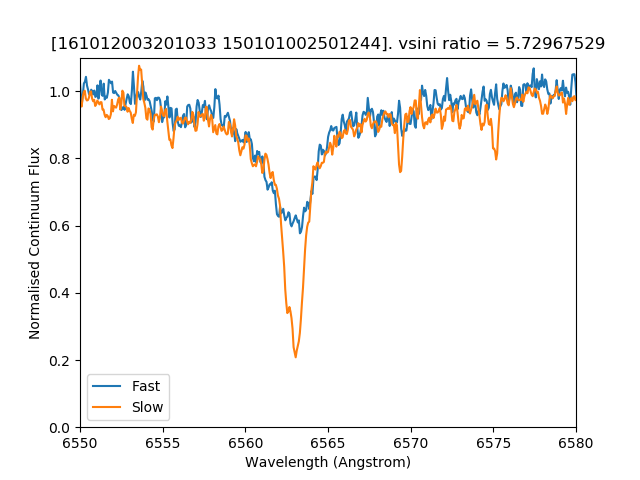 [161012003201033 150101002501244]. vsini ratio = 5.72967529
1.0
0.8
0.6
0.4
0.2
0.0
Normalised Continuum Flux
Fast
Slow
6550 6555 6560 6565 6570 6575 6580
Wavelength (Angstrom)